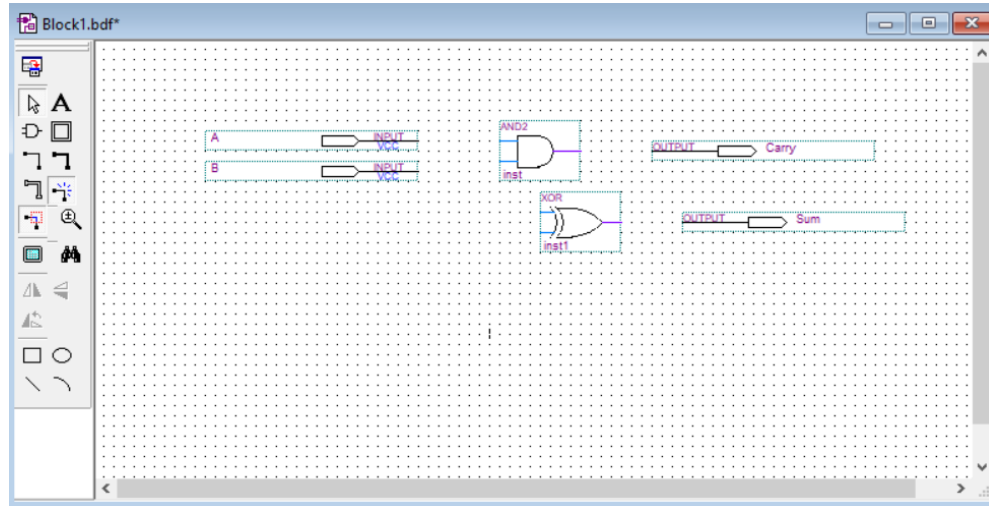 Block1.bdf*
A
A
INPUT
VCC
B
INPUT
VCC
AND2
inst
OUTPUT
Carry
XOR
inst1
OUTPUT
Sum